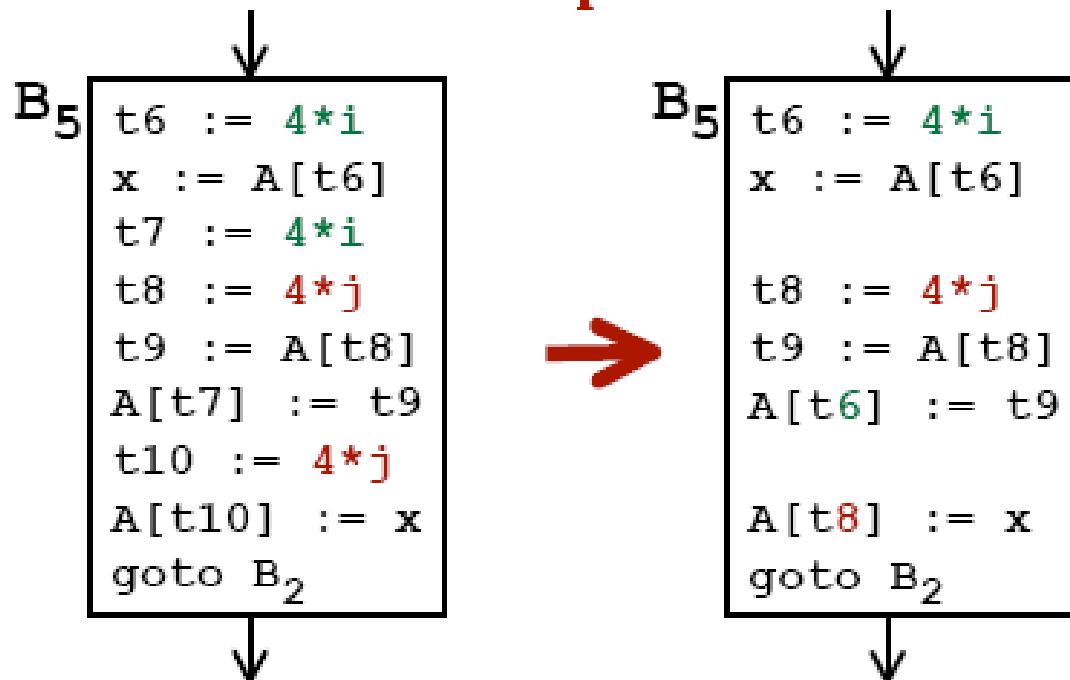 B5
t6 := 4*i
x := A[t6]
t7 := 4*i
t8 := 4*j
t9 := A[t8]
A[t7] := t9
t10 := 4*j
A[t10] := x
goto B2
B5
t6 := 4*i
x := A[t6]
t8 := 4*j
t9 := A[t8]
A[t6] := t9
A[t8] := x
goto B2